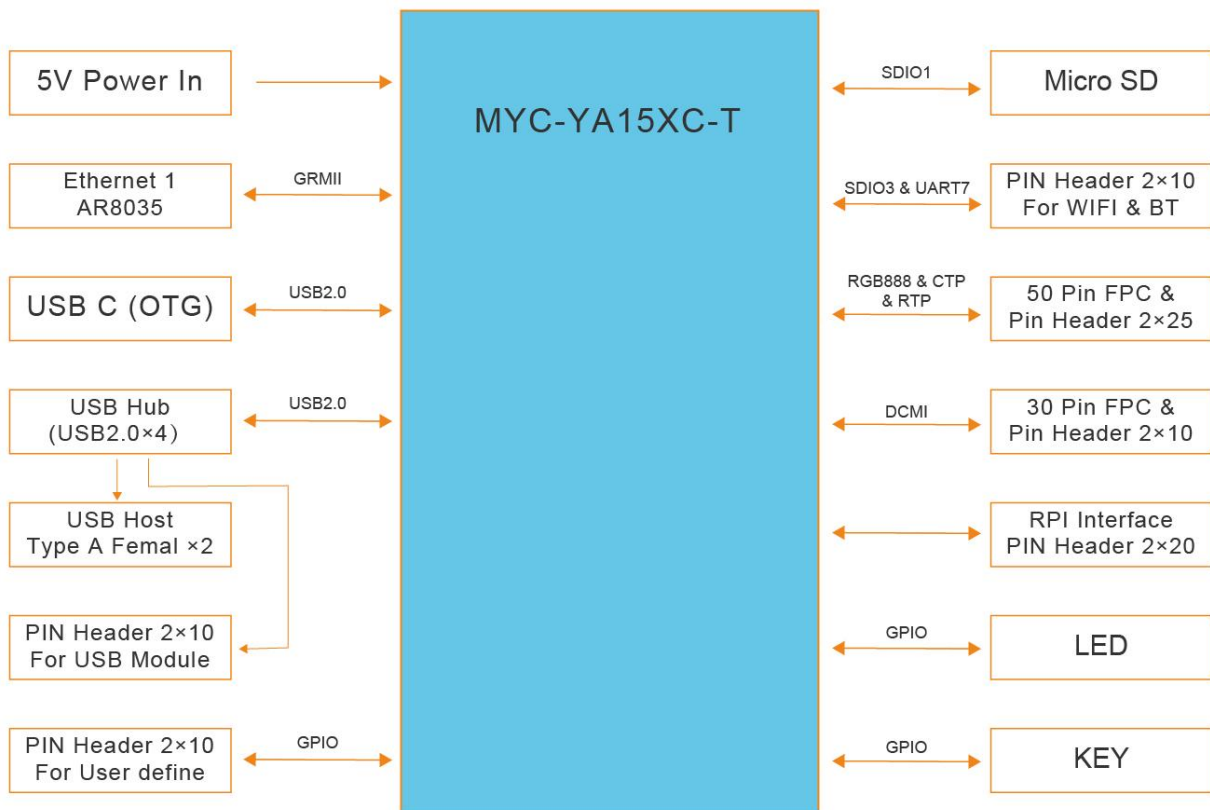 5V Power In
Ethernet 1
AR8035
GRMII
USB C (OTG)
USB2.0
USB Hub
(USB2.0×4）
USB2.0
USB Host
Type A Femal ×2
PIN Header 2×10
For USB Module
PIN Header 2×10
For User define
GPIO
MYC-YA15XC-T
SDIO1
Micro SD
SDIO3 & UART7
PIN Header 2×10
For WIFI & BT
RGB888 & CTP
& RTP
50 Pin FPC &
Pin Header 2×25
DCMI
30 Pin FPC &
Pin Header 2×10
RPI Interface
PIN Header 2×20
GPIO
LED
GPIO
KEY